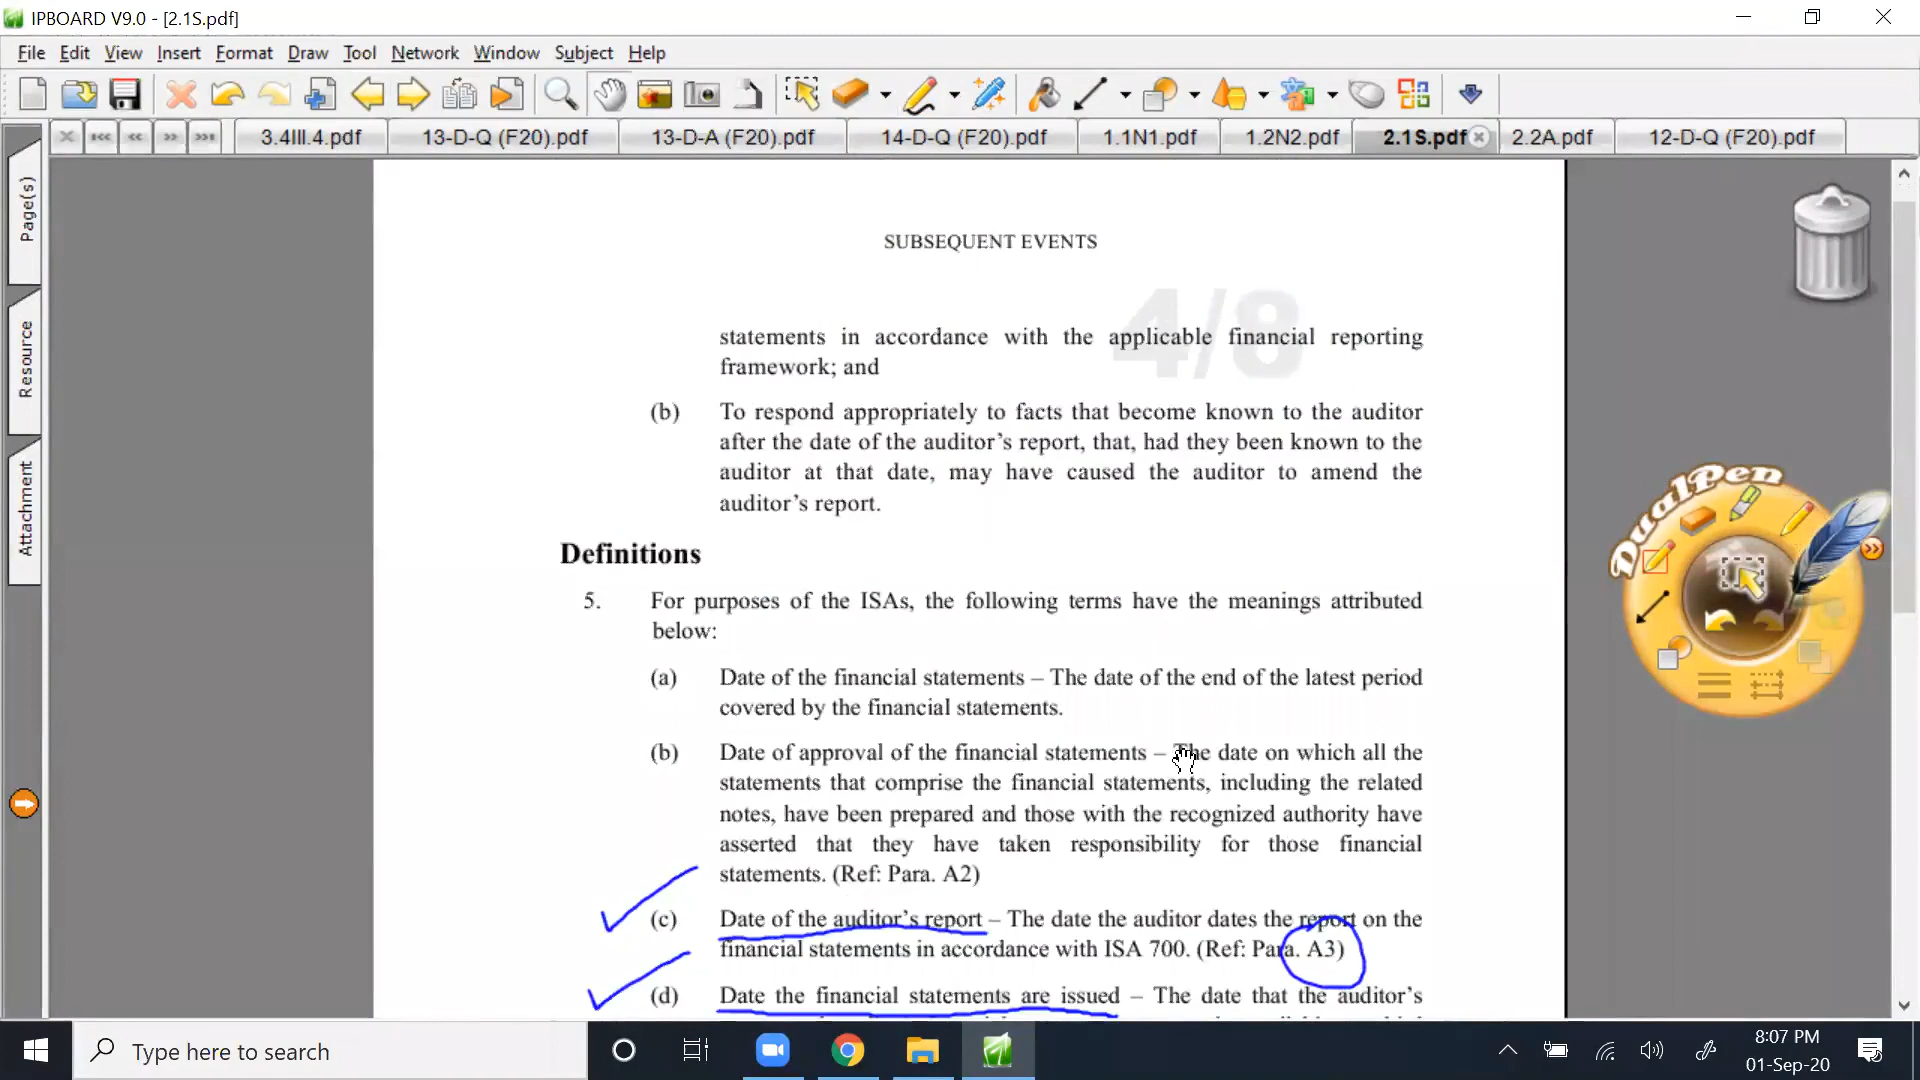 IPBOARD V9.0 - [2.1S.pdf]
File Edit View Insert Format Draw Tool Network Window Subject Help
3.4III.4.pdf 13-D-Q (F20).pdf 13-D-A (F20).pdf 14-D-Q (F20).pdf 1.1N1.pdf 1.2N2.pdf 2.1S.pdf 2.2A.pdf 12-D-Q (F20).pdf
Page(s)
Resource
Attachment
SUBSEQUENT EVENTS
4/8
statements in accordance with the applicable financial reporting
framework; and
(b) To respond appropriately to facts that become known to the auditor
after the date of the auditor’s report, that, had they been known to the
auditor at that date, may have caused the auditor to amend the
auditor’s report.
Definitions
5. For purposes of the ISAs, the following terms have the meanings attributed
below:
(a) Date of the financial statements – The date of the end of the latest period
covered by the financial statements.
(b) Date of approval of the financial statements – The date on which all the
statements that comprise the financial statements, including the related
notes, have been prepared and those with the recognized authority have
asserted that they have taken responsibility for those financial
statements. (Ref: Para. A2)
(c) Date of the auditor’s report – The date the auditor dates the report on the
financial statements in accordance with ISA 700. (Ref: Para. A3)
(d) Date the financial statements are issued – The date that the auditor’s
DualPen
Type here to search
8:07 PM
01-Sep-20